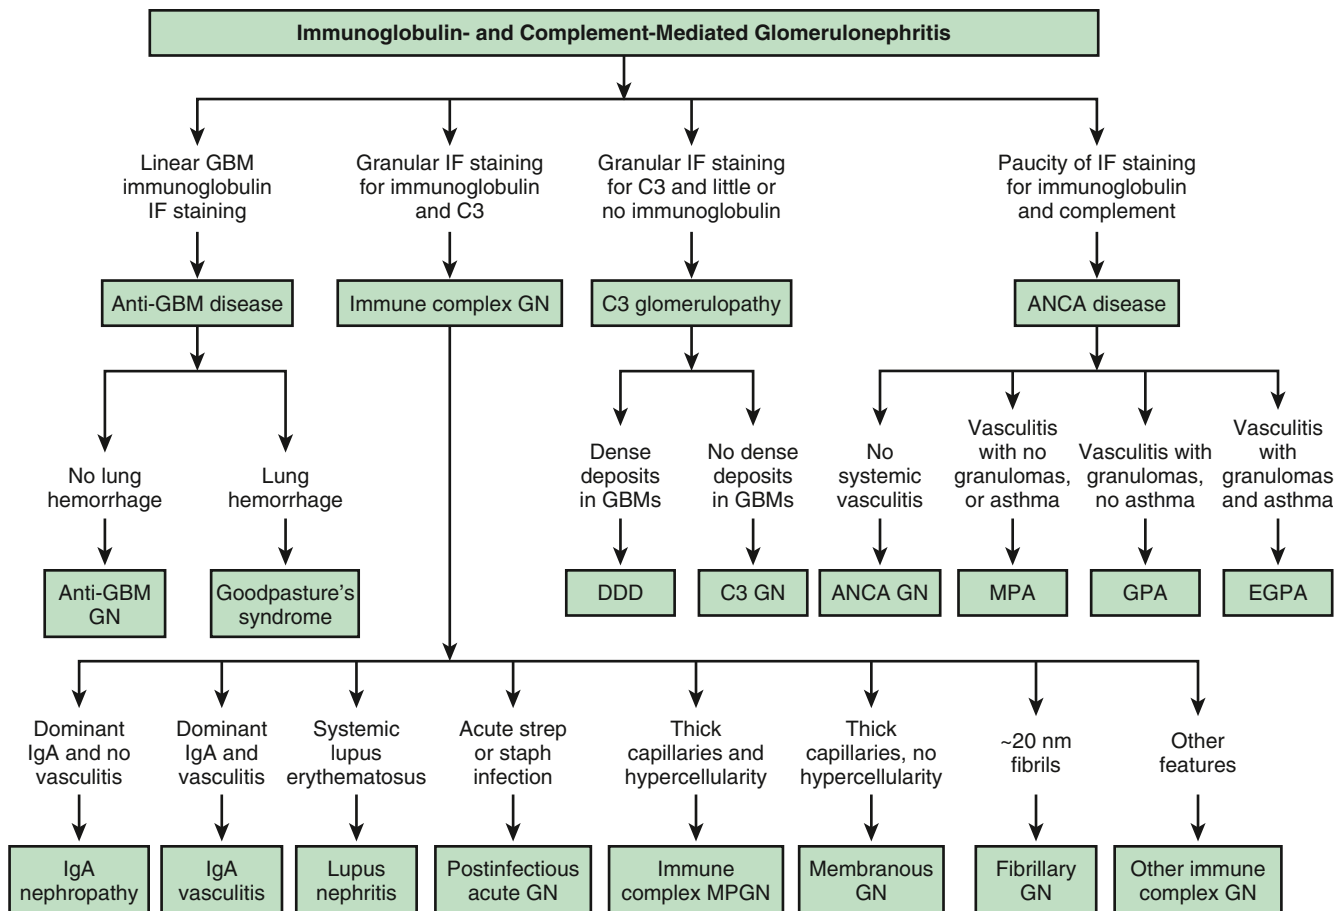 Immunoglobulin- and Complement-Mediated Glomerulonephritis
Linear GBM
immunoglobulin
IF staining
Granular IF staining
for immunoglobulin
and C3
Granular IF staining
for C3 and little or
no immunoglobulin
Paucity of IF staining
for immunoglobulin
and complement
Anti-GBM disease
Immune complex GN
C3 glomerulopathy
ANCA disease
No lung
hemorrhage
Lung
hemorrhage
Dense
deposits
in GBMs
No dense
deposits
in GBMs
No
systemic
vasculitis
Vasculitis
with no
granulomas,
or asthma
Vasculitis with
granulomas,
no asthma
Vasculitis
with
granulomas
and asthma
Anti-GBM
GN
Goodpasture's
syndrome
DDD
C3 GN
ANCA GN
MPA
GPA
EGPA
Dominant
IgA and no
vasculitis
Dominant
IgA and
vasculitis
Systemic
lupus
erythematosus
Acute strep
or staph
infection
Thick
capillaries and
hypercellularity
Thick
capillaries, no
hypercellularity
~20 nm
fibrils
Other
features
IgA
nephropathy
IgA
vasculitis
Lupus
nephritis
Postinfectious
acute GN
Immune
complex MPGN
Membranous
GN
Fibrillary
GN
Other immune
complex GN